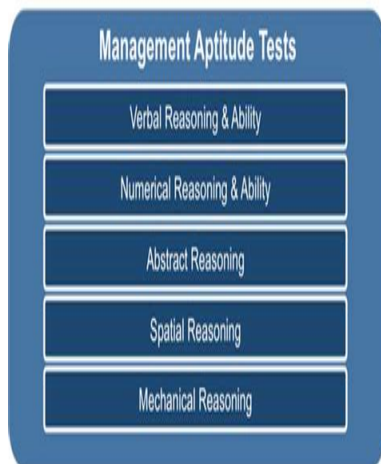 Management Aptitude Tests
Verbal Reasoning & Ability
Numerical Reasoning & Ability
Abstract Reasoning
Spatial Reasoning
Mechanical Reasoning